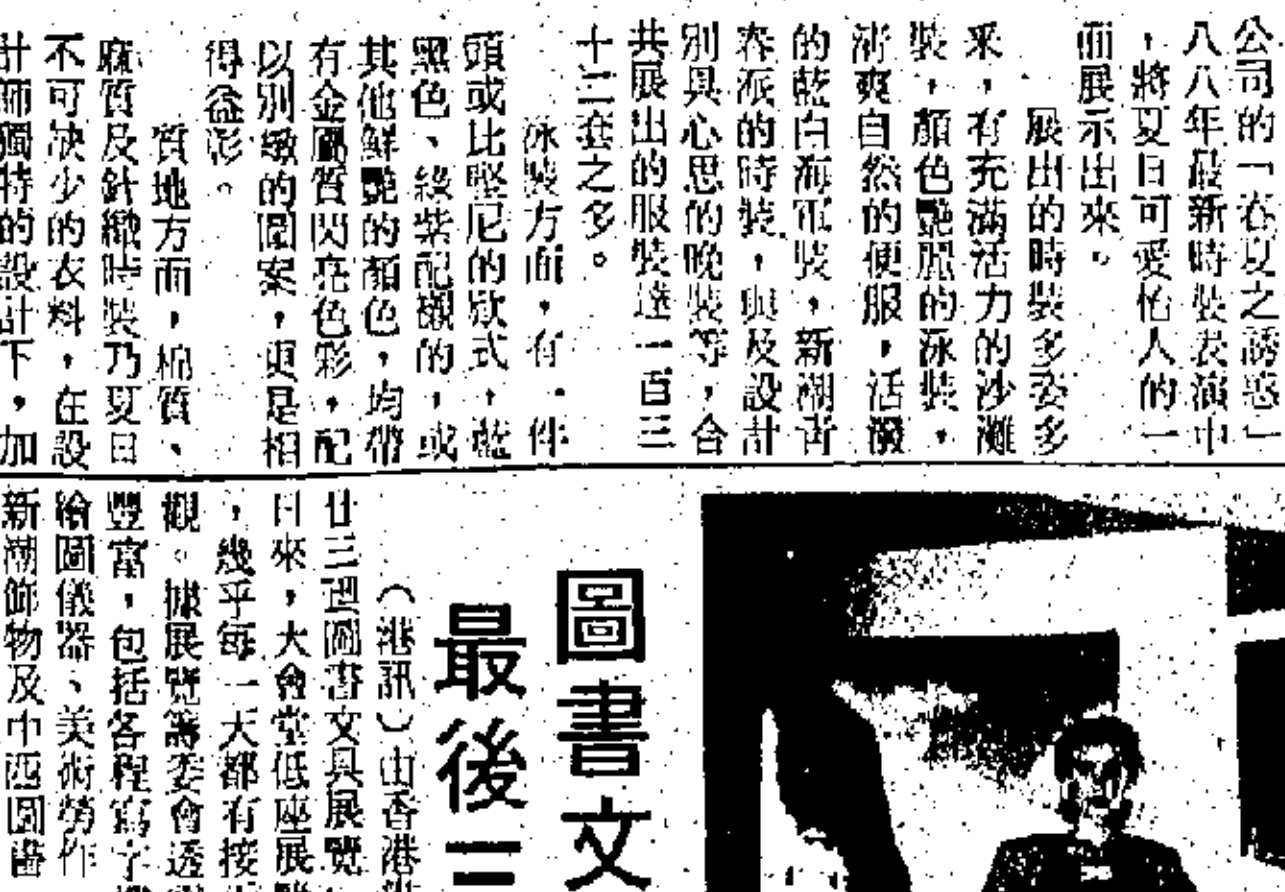 公司的「春夏之誘惑」
八八年最新時裝表演中
，將夏日可愛怡人的一
面展示出來。
展出的時裝多姿多
釆，有充滿活力的沙灘
裝，顏色艷麗的泳裝，
清爽自然的便服，活潑
的藍白海軍裝，新潮青
春派的時裝，與及設計
別具心思的晚裝等，合
共展出的服裝達一百三
十三套之多。
泳裝方面，有一件
頭或比堅尼的款式，藍
黑色、綠紫配襯的，或
其他鮮艷的顏色，均帶
有金屬質閃亮色彩，配
以別緻的圖案，更是相
得益彰。
質地方面，棉質、
麻質及針織時裝乃夏日
不可決少的衣料，在設
計師獨特的設計下，加
圖書文
最後三
（港訊）由香港
廿三週圖書文具展覽
日來，大會堂低座展
，幾乎每一天都有接
觀。據展覽籌委會透
豐富，包括各程寫字
繪圖儀器、美術勞作
新潮飾物及中西圖書